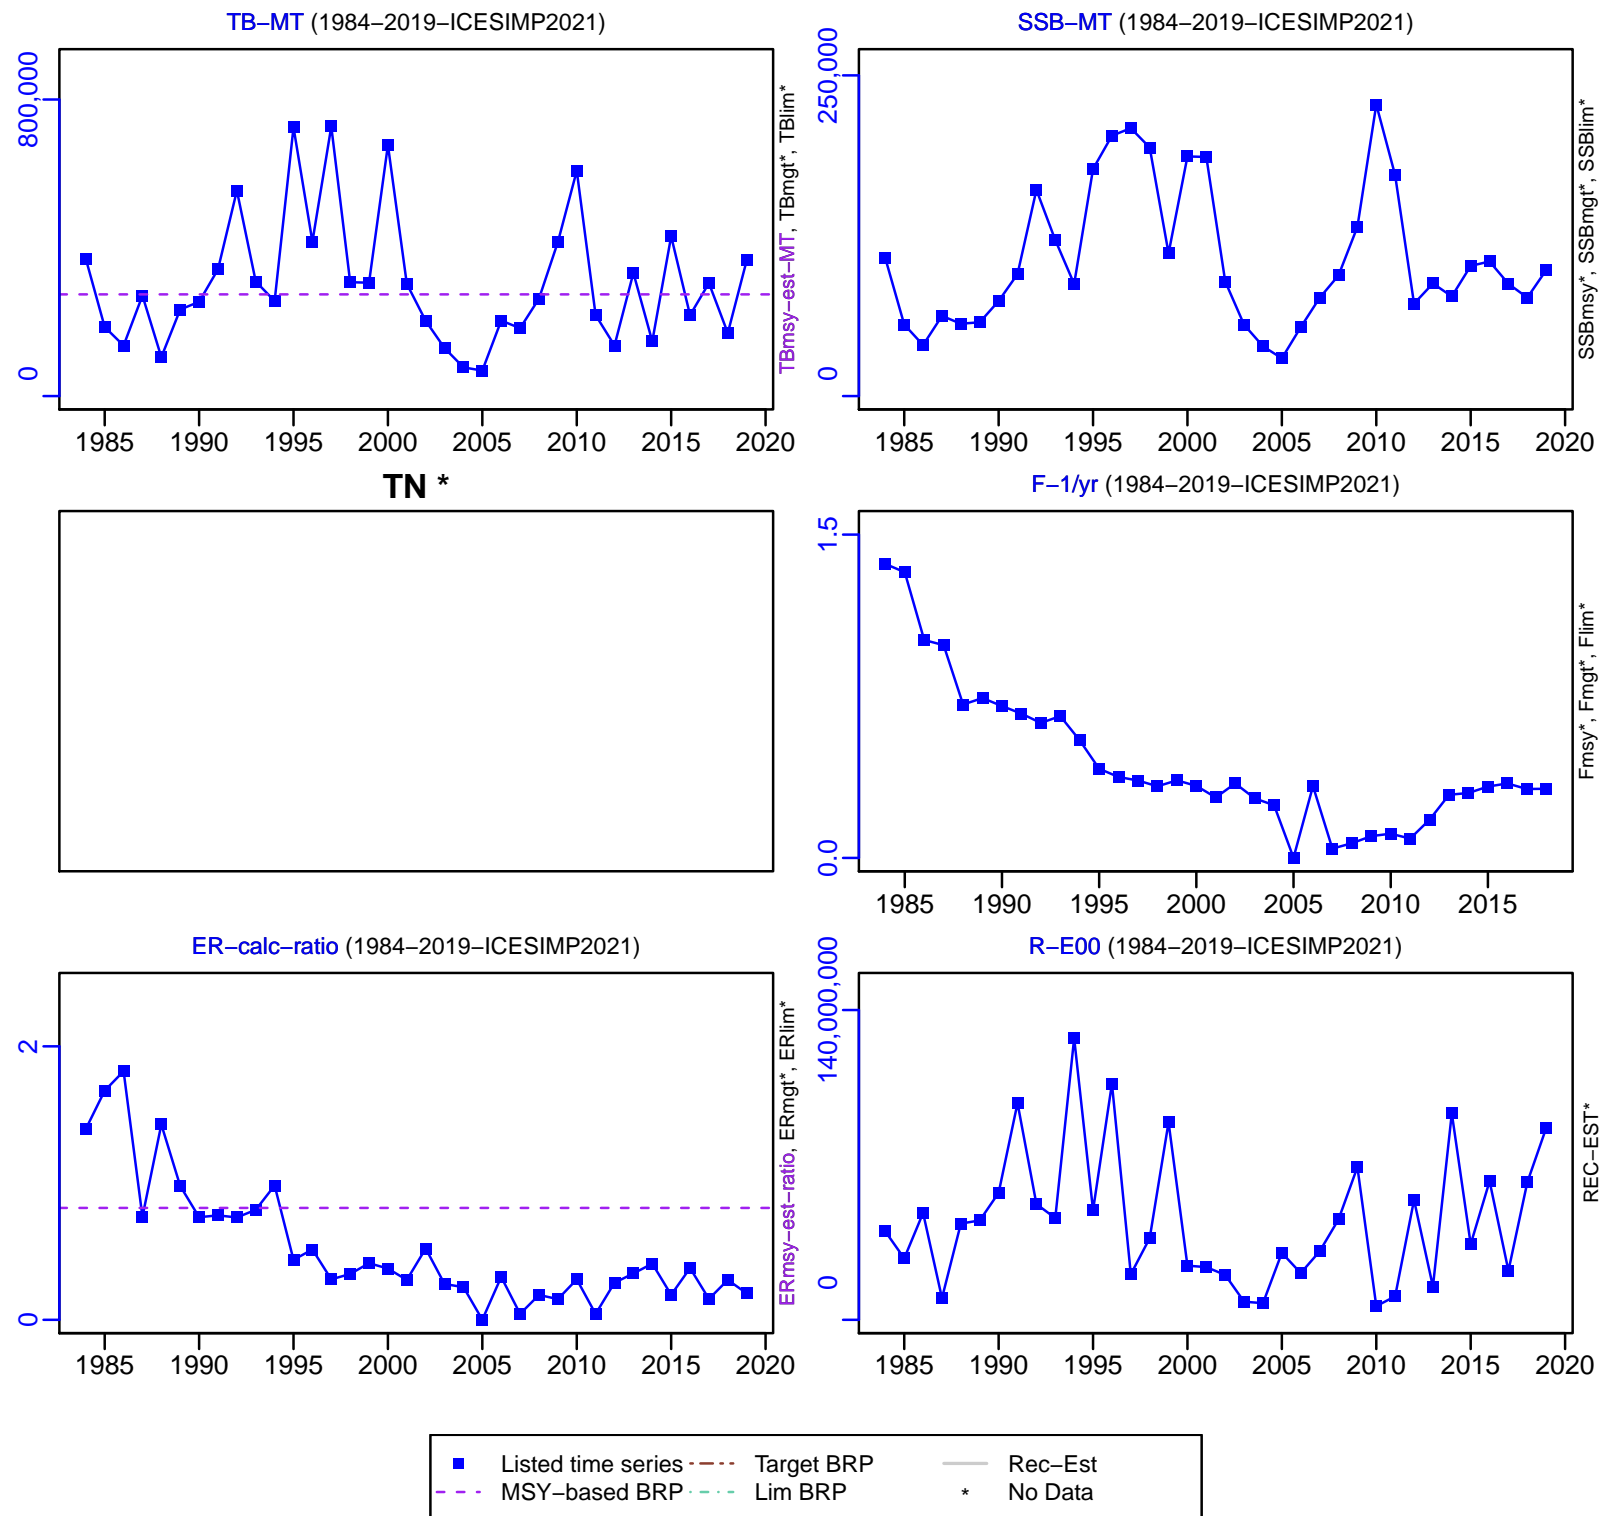 TB−MT (1984−2019−ICESIMP2021)
800,000
0
TBmsy−est−MT, TBmgt*, TBlim*
1985 1990 1995 2000 2005 2010 2015 2020
SSB−MT (1984−2019−ICESIMP2021)
250,000
0
SSBmsy*, SSBmgt*, SSBlim*
1985 1990 1995 2000 2005 2010 2015 2020
TN *
F−1/yr (1984−2019−ICESIMP2021)
1.5
0.0
Fmsy*, Fmgt*, Flim*
1985 1990 1995 2000 2005 2010 2015
ER−calc−ratio (1984−2019−ICESIMP2021)
2
0
ERmsy−est−ratio, ERmgt*, ERlim*
1985 1990 1995 2000 2005 2010 2015 2020
R−E00 (1984−2019−ICESIMP2021)
140,000,000
0
REC−EST*
1985 1990 1995 2000 2005 2010 2015 2020
Listed time series Target BRP Rec−Est
MSY−based BRP Lim BRP * No Data